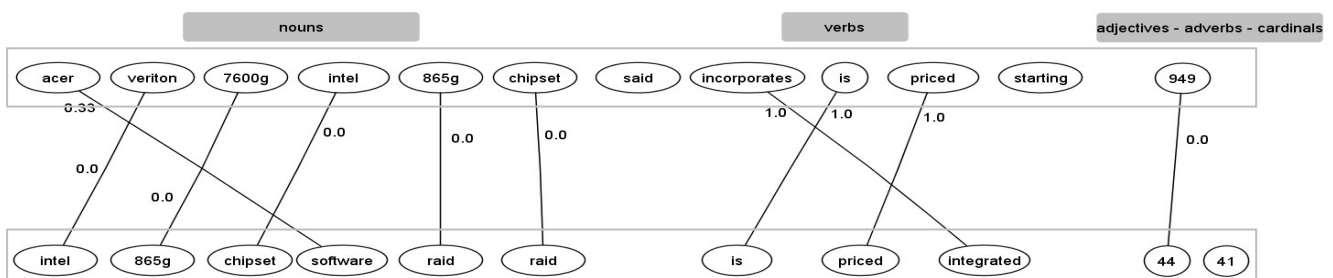 nouns verbs adjectives - adverbs - cardinals
acer veriton 7600g intel 865g chipset said incorporates is priced starting 949
0.33 0.0 0.0 0.0 0.0 0.0 1.0 1.0 1.0 0.0
intel 865g chipset software raid raid is priced integrated 44 41